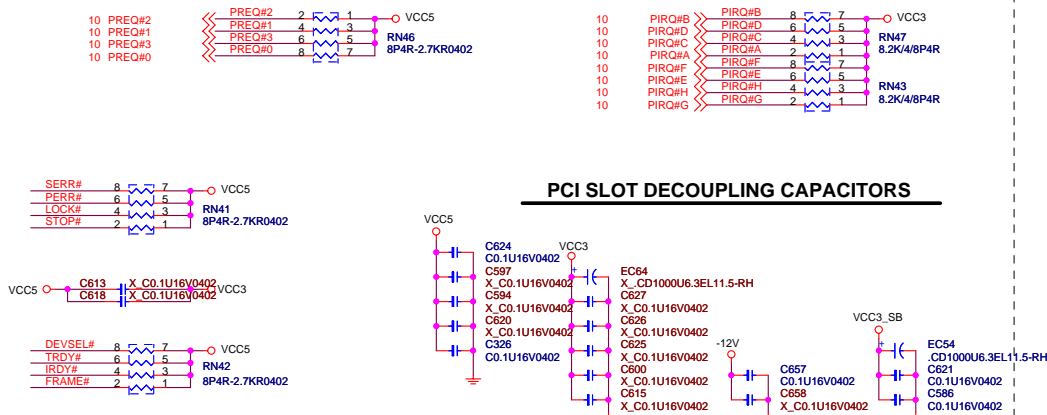 10 PREQ#2 PREQ#2 2 1 VCC5
10 PREQ#1 PREQ#1 4 3 RN46
10 PREQ#3 PREQ#3 6 5 8P4R-2.7KR0402
10 PREQ#0 PREQ#0 8 7
10 PIRQ#B PIRQ#B 8 7 VCC3
10 PIRQ#D PIRQ#D 6 5 RN47
10 PIRQ#C PIRQ#C 4 3 8.2K/4/8P4R
10 PIRQ#A PIRQ#A 2 1
10 PIRQ#F PIRQ#F 8 7
10 PIRQ#E PIRQ#E 6 5 RN43
10 PIRQ#H PIRQ#H 4 3 8.2K/4/8P4R
10 PIRQ#G PIRQ#G 2 1
SERR# 8 7 VCC5
PERR# 6 5 RN41
LOCK# 4 3 8P4R-2.7KR0402
STOP# 2 1
VCC5 C613 X_C0.1U16V0402 VCC3
C618 X_C0.1U16V0402
DEVSEL# 8 7 VCC5
TRDY# 6 5 RN42
IRDY# 4 3 8P4R-2.7KR0402
FRAME# 2 1
PCI SLOT DECOUPLING CAPACITORS
VCC5
C624
C0.1U16V0402
C597
X_C0.1U16V0402
C594
X_C0.1U16V0402
C620
X_C0.1U16V0402
C326
C0.1U16V0402
VCC3
+
EC64
X_.CD1000U6.3EL11.5-RH
C627
X_C0.1U16V0402
C626
X_C0.1U16V0402
C625
X_C0.1U16V0402
C600
X_C0.1U16V0402
C615
X_C0.1U16V0402
-12V
C657
C0.1U16V0402
C658
X_C0.1U16V0402
VCC3_SB
+
EC54
.CD1000U6.3EL11.5-RH
C621
C0.1U16V0402
C586
C0.1U16V0402